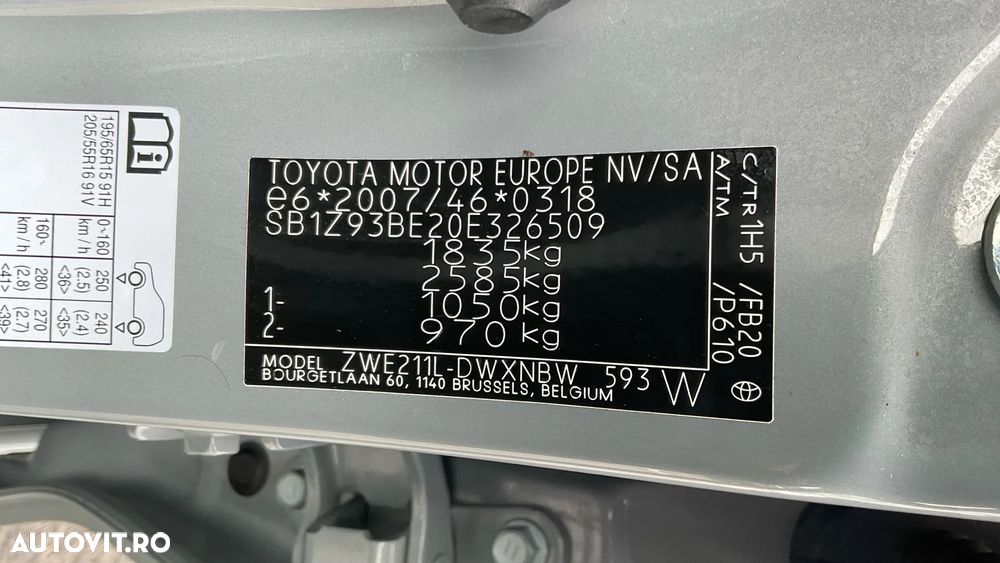 TOYOTA MOTOR EUROPE NV/SA
e6*2007/46*0318
SB1Z93BE20E326509
1835kg
2585kg
1- 1050kg
2- 970kg
MODEL ZWE211L-DWXNBW 593 W
BOURGETLAAN 60, 1140 BRUSSELS, BELGIUM
C/TR 1H5 /FB20
A/TM /P610
195/65R15 91H
205/55R16 91V
0~160 km/h
250 (2.5) <36>
240 (2.4) <35>
160~ km/h
280 (2.8) <41>
270 (2.7) <39>
i
AUTOVIT.RO